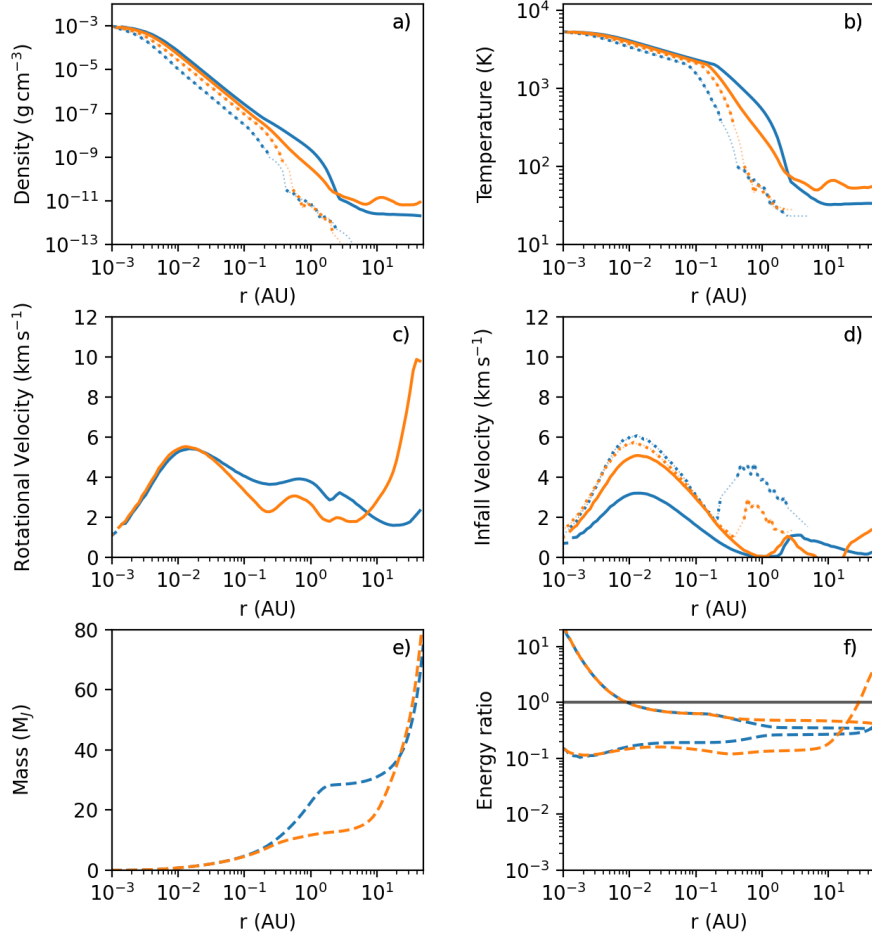 a)
Density (g cm⁻³)
10⁻³
10⁻⁵
10⁻⁷
10⁻⁹
10⁻¹¹
10⁻¹³
10⁻³ 10⁻² 10⁻¹ 10⁰ 10¹
r (AU)
b)
Temperature (K)
10⁴
10³
10²
10¹
10⁻³ 10⁻² 10⁻¹ 10⁰ 10¹
r (AU)
c)
Rotational Velocity (km s⁻¹)
12
10
8
6
4
2
0
10⁻³ 10⁻² 10⁻¹ 10⁰ 10¹
r (AU)
d)
Infall Velocity (km s⁻¹)
12
10
8
6
4
2
0
10⁻³ 10⁻² 10⁻¹ 10⁰ 10¹
r (AU)
e)
Mass (M_J)
80
60
40
20
0
10⁻³ 10⁻² 10⁻¹ 10⁰ 10¹
r (AU)
f)
Energy ratio
10¹
10⁰
10⁻¹
10⁻²
10⁻³
10⁻³ 10⁻² 10⁻¹ 10⁰ 10¹
r (AU)